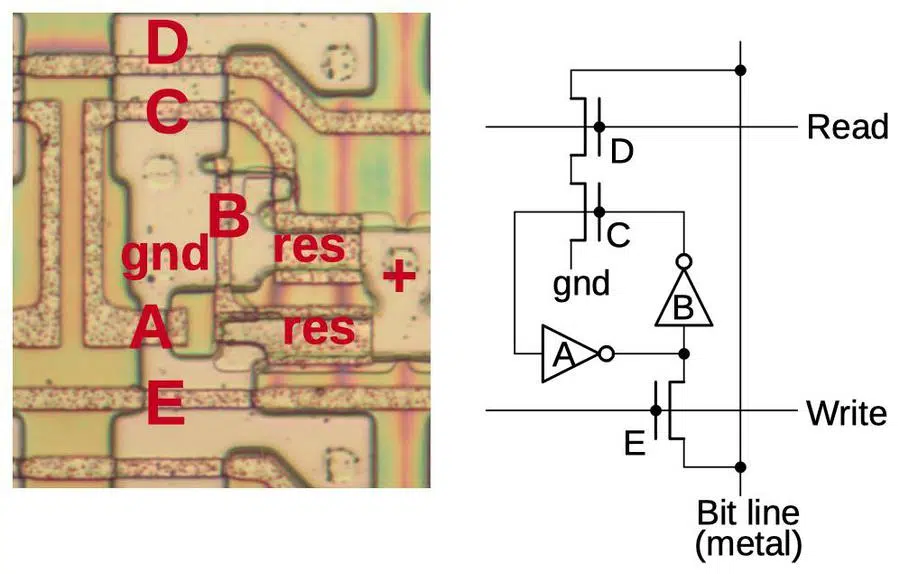 D
C
B
gnd
res
+
A
res
E
Read
D
C
gnd
B
A
Write
E
Bit line
(metal)